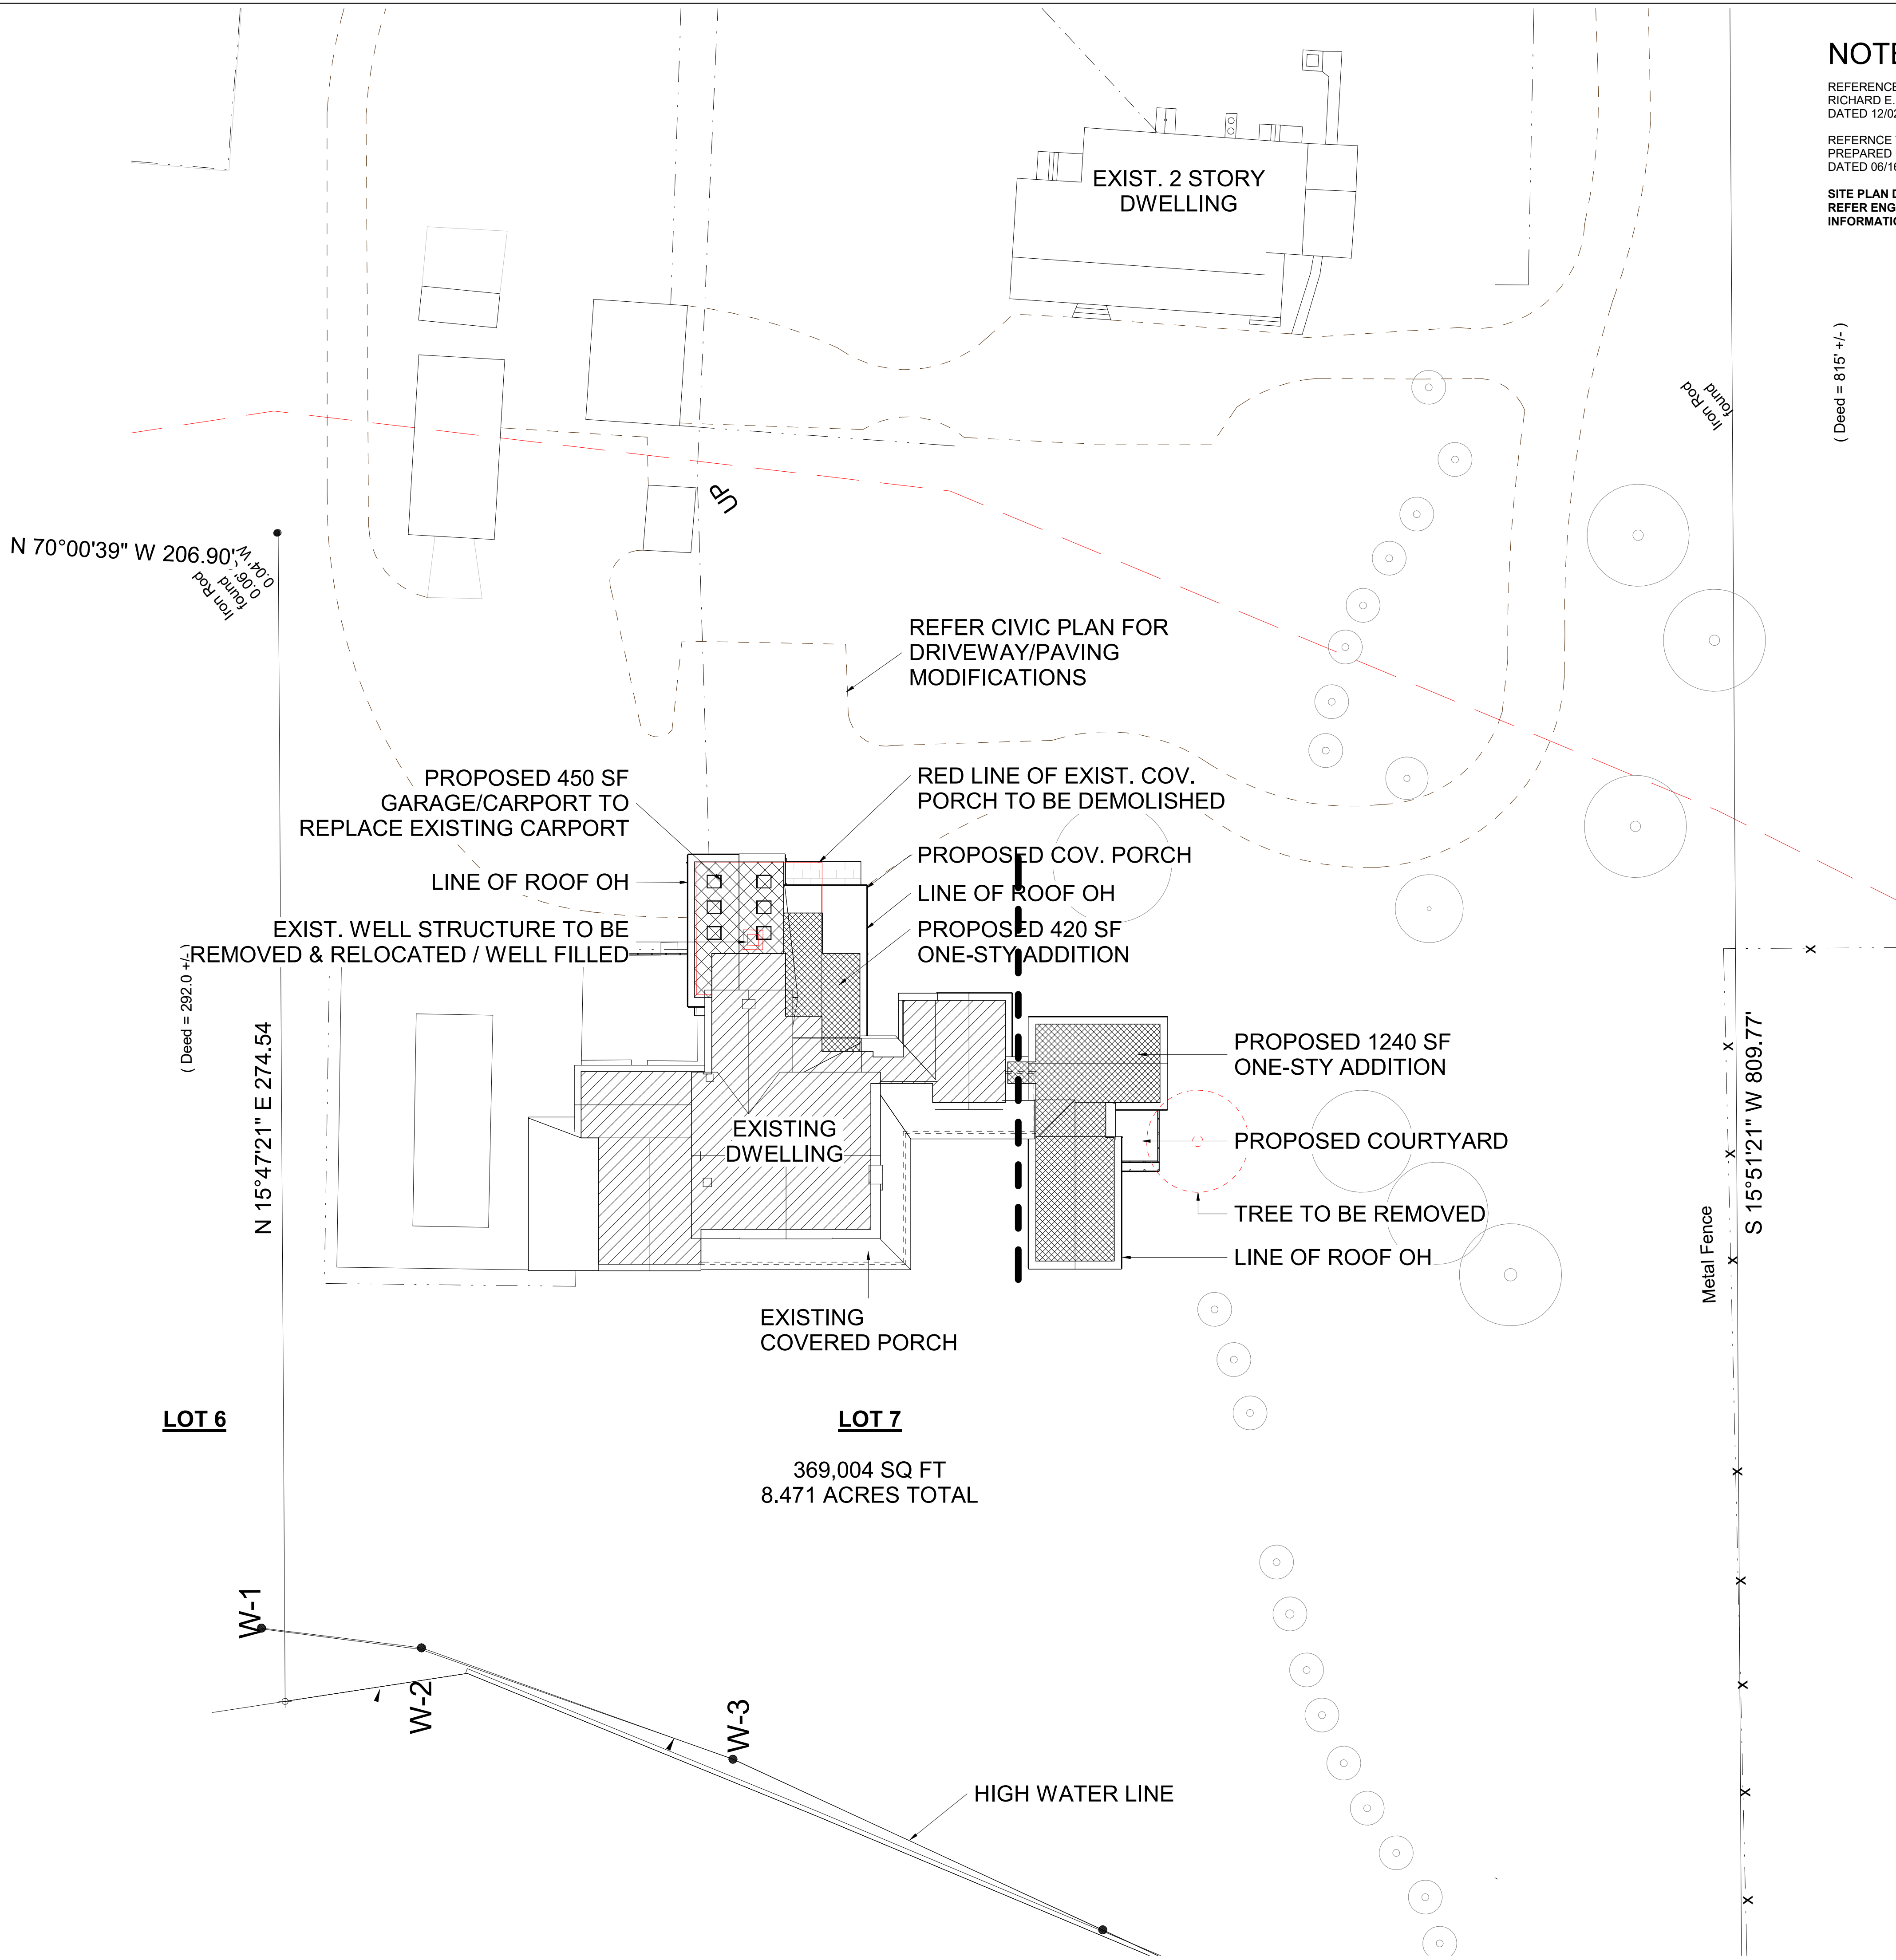 NOTE
REFERENCE
RICHARD E.
DATED 12/02
REFERNCE
PREPARED
DATED 06/16
SITE PLAN D
REFER ENG
INFORMATIO
EXIST. 2 STORY
DWELLING
( Deed = 815' +/- )
Iron Rod
found
UP
N 70°00'39" W 206.90'
0.04' W
0.06'
found
Iron Rod
REFER CIVIC PLAN FOR
DRIVEWAY/PAVING
MODIFICATIONS
PROPOSED 450 SF
GARAGE/CARPORT TO
REPLACE EXISTING CARPORT
RED LINE OF EXIST. COV.
PORCH TO BE DEMOLISHED
PROPOSED COV. PORCH
LINE OF ROOF OH
LINE OF ROOF OH
EXIST. WELL STRUCTURE TO BE
REMOVED & RELOCATED / WELL FILLED
PROPOSED 420 SF
ONE-STY ADDITION
( Deed = 292.0 +/- )
N 15°47'21" E 274.54
PROPOSED 1240 SF
ONE-STY ADDITION
EXISTING
DWELLING
PROPOSED COURTYARD
TREE TO BE REMOVED
LINE OF ROOF OH
S 15°51'21" W 809.77'
Metal Fence
x
x
x
x
x
x
x
x
x
EXISTING
COVERED PORCH
LOT 6
LOT 7
369,004 SQ FT
8.471 ACRES TOTAL
W-1
W-2
W-3
HIGH WATER LINE